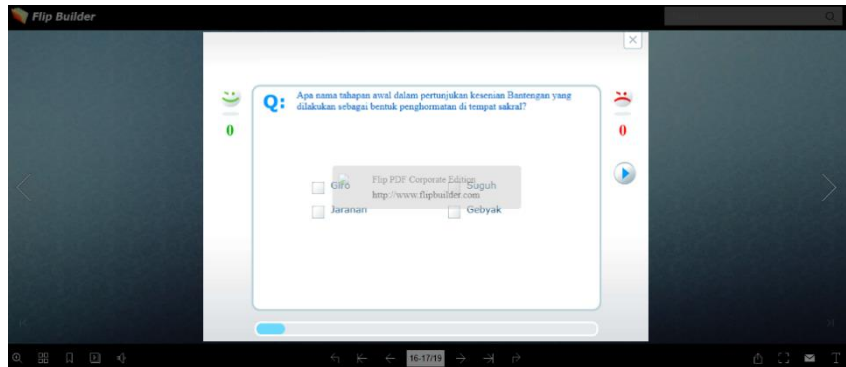 Flip Builder
Q: Apa nama tahapan awal dalam pertunjukan kesenian Bantengan yang
dilakukan sebagai bentuk penghormatan di tempat sakral?
0
0
Giro
Suguh
Flip PDF Corporate Edition
http://www.flipbuilder.com
Jaranan
Gebyak
16-17/19